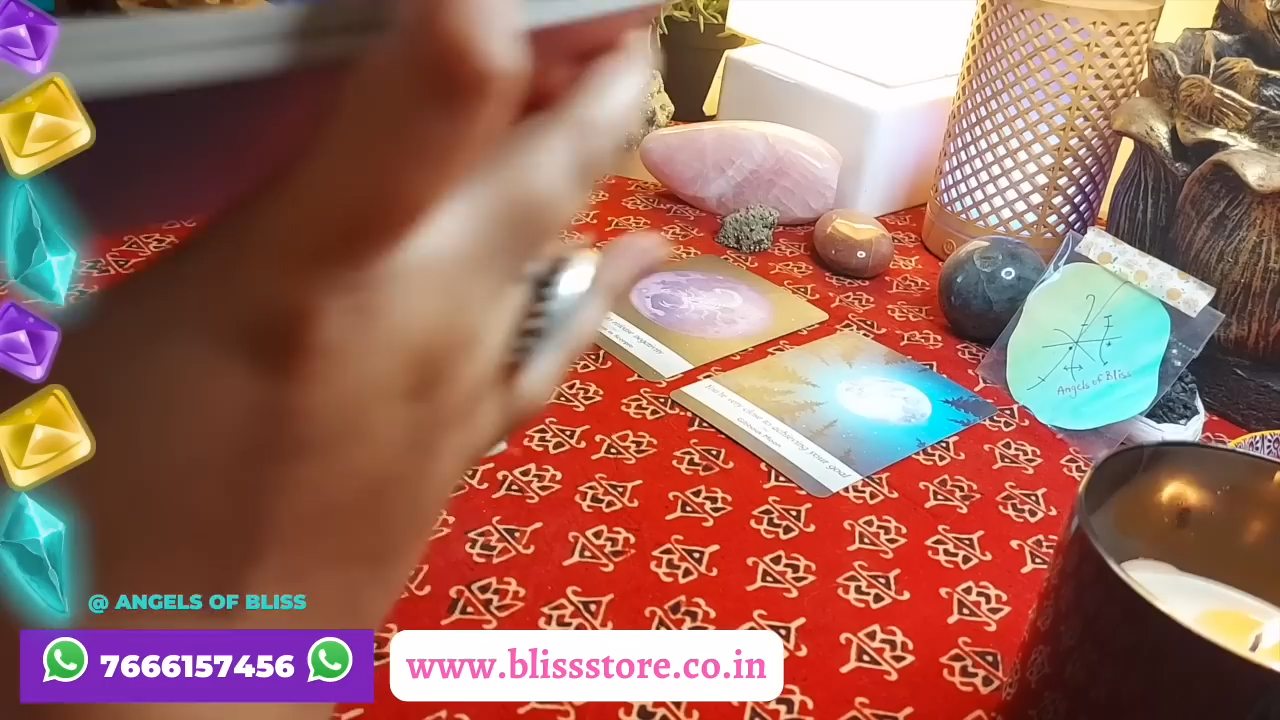 You're very close to achieving your goal
Gibbous Moon
Angels of Bliss
@ ANGELS OF BLISS
7666157456
www.blissstore.co.in